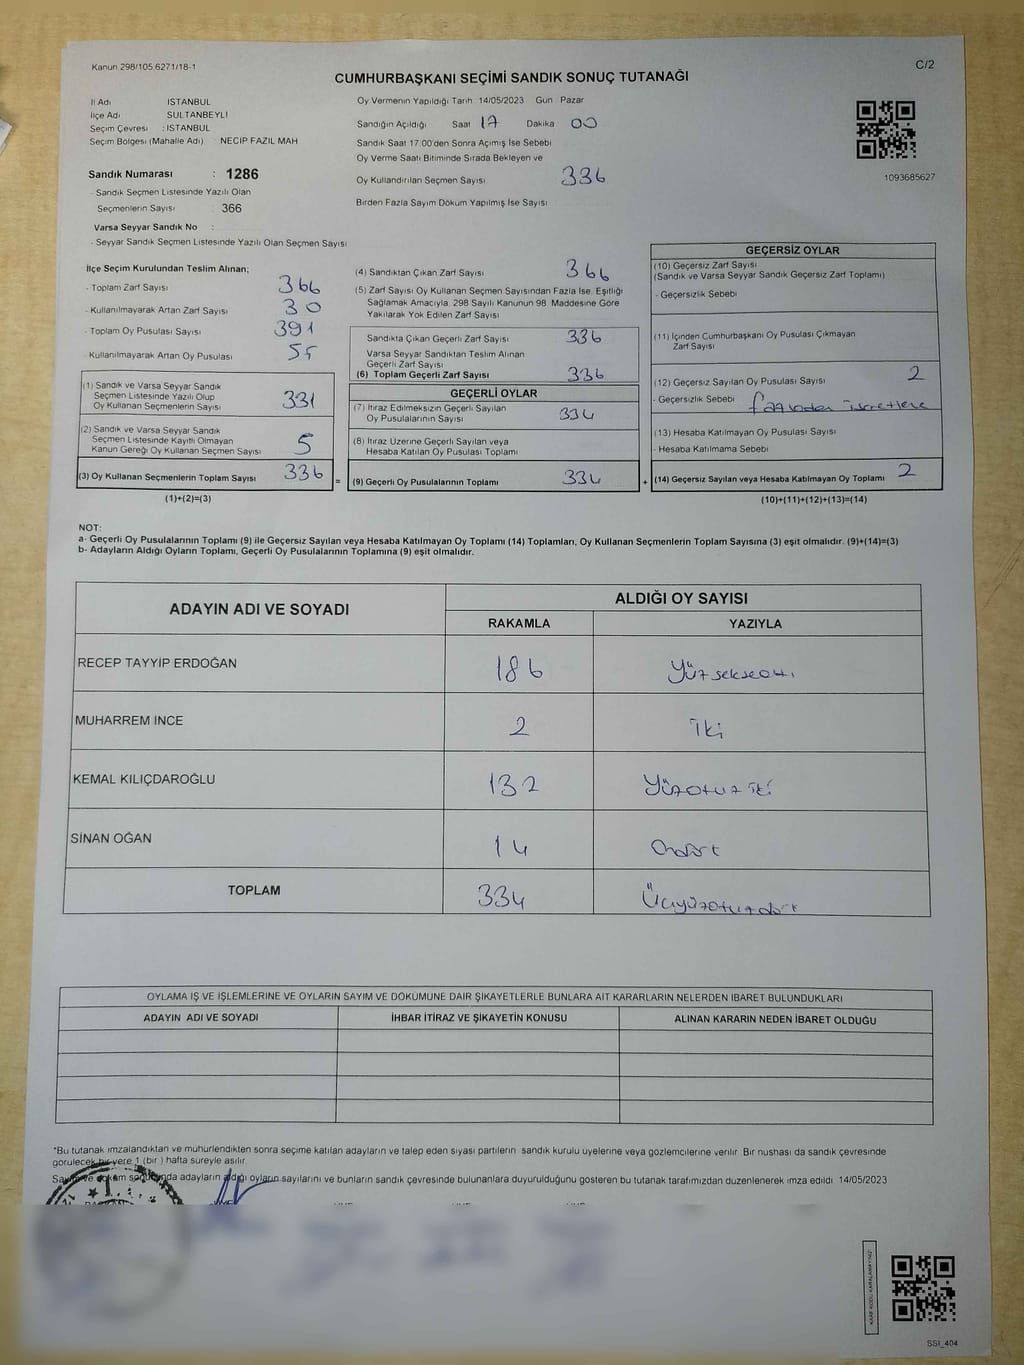 Kanun 298/105 6271/18-1
C/2
CUMHURBAŞKANI SEÇİMİ SANDIK SONUÇ TUTANAĞI
İl Adı İSTANBUL
İlçe Adı SULTANBEYLİ
Seçim Çevresi : İSTANBUL
Seçim Bölgesi (Mahalle Adı) NECİP FAZIL MAH
Sandık Numarası : 1286
- Sandık Seçmen Listesinde Yazılı Olan
Seçmenlerin Sayısı : 366
Varsa Seyyar Sandık No :
- Seyyar Sandık Seçmen Listesinde Yazılı Olan Seçmen Sayısı
Oy Vermenin Yapıldığı Tarih 14/05/2023 Gün Pazar
Sandığın Açıldığı Saat 17 Dakika 00
Sandık Saat 17:00'den Sonra Açımış İse Sebebi
Oy Verme Saati Bitiminde Sırada Bekleyen ve
Oy Kullandırılan Seçmen Sayısı 336
Birden Fazla Sayım Döküm Yapılmış İse Sayısı
1093685627
İlçe Seçim Kurulundan Teslim Alınan;
- Toplam Zarf Sayısı 366
- Kullanılmayarak Artan Zarf Sayısı 30
- Toplam Oy Pusulası Sayısı 391
- Kullanılmayarak Artan Oy Pusulası 55
(1) Sandık ve Varsa Seyyar Sandık
Seçmen Listesinde Yazılı Olup
Oy Kullanan Seçmenlerin Sayısı 331
(2) Sandık ve Varsa Seyyar Sandık
Seçmen Listesinde Kayıtlı Olmayan
Kanun Gereği Oy Kullanan Seçmen Sayısı 5
(3) Oy Kullanan Seçmenlerin Toplam Sayısı 336
(1)+(2)=(3)
(4) Sandıktan Çıkan Zarf Sayısı 366
(5) Zarf Sayısı Oy Kullanan Seçmen Sayısından Fazla İse, Eşitliği
Sağlamak Amacıyla, 298 Sayılı Kanunun 98. Maddesine Göre
Yakılarak Yok Edilen Zarf Sayısı
Sandıkta Çıkan Geçerli Zarf Sayısı 336
Varsa Seyyar Sandıktan Teslim Alınan
Geçerli Zarf Sayısı
(6) Toplam Geçerli Zarf Sayısı 336
GEÇERLİ OYLAR
(7) İtiraz Edilmeksizin Geçerli Sayılan
Oy Pusulalarının Sayısı 334
(8) İtiraz Üzerine Geçerli Sayılan veya
Hesaba Katılan Oy Pusulası Toplamı
= (9) Geçerli Oy Pusulalarının Toplamı 334
GEÇERSİZ OYLAR
(10) Geçersiz Zarf Sayısı
(Sandık ve Varsa Seyyar Sandık Geçersiz Zarf Toplamı)
- Geçersizlik Sebebi
(11) İçinden Cumhurbaşkanı Oy Pusulası Çıkmayan
Zarf Sayısı
(12) Geçersiz Sayılan Oy Pusulası Sayısı 2
- Geçersizlik Sebebi
(13) Hesaba Katılmayan Oy Pusulası Sayısı
- Hesaba Katılmama Sebebi
+ (14) Geçersiz Sayılan veya Hesaba Katılmayan Oy Toplamı 2
(10)+(11)+(12)+(13)=(14)
NOT:
a- Geçerli Oy Pusulalarının Toplamı (9) ile Geçersiz Sayılan veya Hesaba Katılmayan Oy Toplamı (14) Toplamları, Oy Kullanan Seçmenlerin Toplam Sayısına (3) eşit olmalıdır. (9)+(14)=(3)
b- Adayların Aldığı Oyların Toplamı, Geçerli Oy Pusulalarının Toplamına (9) eşit olmalıdır.
ADAYIN ADI VE SOYADI ALDIĞI OY SAYISI
RAKAMLA YAZIYLA
RECEP TAYYİP ERDOĞAN 186 Yüzseksenaltı
MUHARREM İNCE 2 İki
KEMAL KILIÇDAROĞLU 132 Yüzotuz iki
SİNAN OĞAN 14 Ondört
TOPLAM 334 Üçyüzotuzdört
OYLAMA İŞ VE İŞLEMLERİNE VE OYLARIN SAYIM VE DÖKÜMÜNE DAİR ŞİKAYETLERLE BUNLARA AİT KARARLARIN NELERDEN İBARET BULUNDUKLARI
ADAYIN ADI VE SOYADI İHBAR İTİRAZ VE ŞİKAYETİN KONUSU ALINAN KARARIN NEDEN İBARET OLDUĞU
*Bu tutanak imzalandıktan ve mühürlendikten sonra seçime katılan adayların ve talep eden siyasi partilerin sandık kurulu üyelerine veya gözlemcilerine verilir. Bir nüshası da sandık çevresinde
görülecek bir yere 1 (bir ) hafta süreyle asılır.
Sayım ve döküm sonucunda adayların aldığı oyların sayılarını ve bunların sandık çevresinde bulunanlara duyurulduğunu gösteren bu tutanak tarafımızdan düzenlenerek imza edildi 14/05/2023
KARE KODU KARALAMAYINIZ!
SSI_404